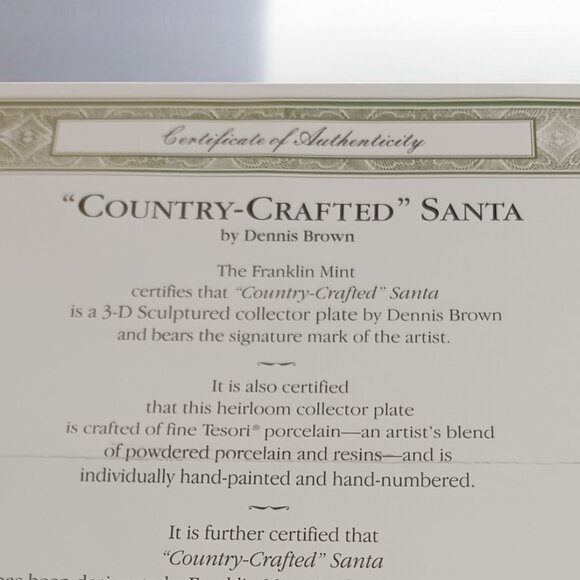 Certificate of Authenticity
“COUNTRY-CRAFTED” SANTA
by Dennis Brown
The Franklin Mint
certifies that “Country-Crafted” Santa
is a 3-D Sculptured collector plate by Dennis Brown
and bears the signature mark of the artist.
It is also certified
that this heirloom collector plate
is crafted of fine Tesori® porcelain—an artist’s blend
of powdered porcelain and resins—and is
individually hand-painted and hand-numbered.
It is further certified that
“Country-Crafted” Santa